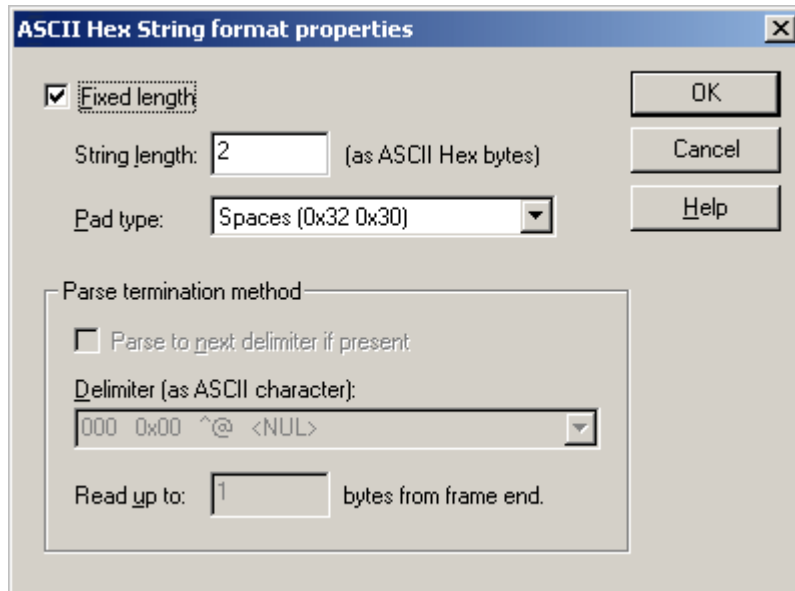 ASCII Hex String format properties
Fixed length
OK
String length: 2 (as ASCII Hex bytes)
Cancel
Pad type: Spaces (0x32 0x30)
Help
Parse termination method
Parse to next delimiter if present
Delimiter (as ASCII character):
000 0x00 ^@ <NUL>
Read up to: 1 bytes from frame end.